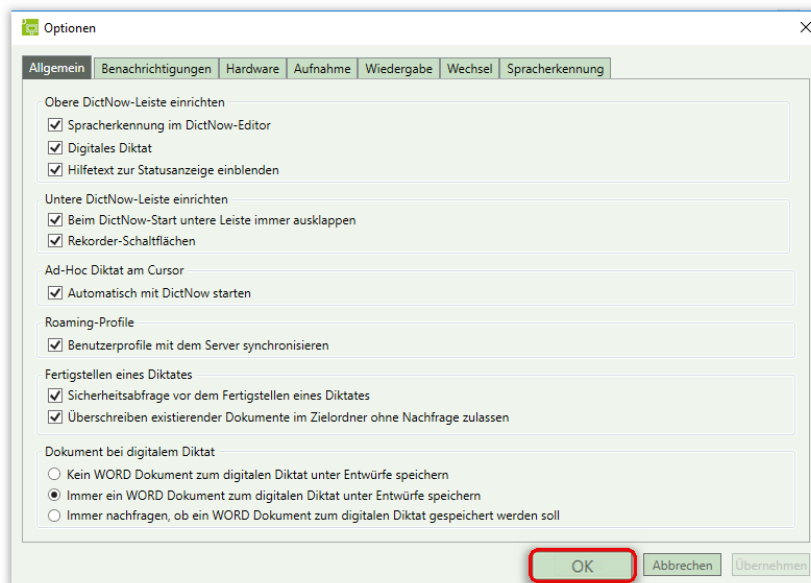 Optionen
Allgemein Benachrichtigungen Hardware Aufnahme Wiedergabe Wechsel Spracherkennung
Obere DictNow-Leiste einrichten
Spracherkennung im DictNow-Editor
Digitales Diktat
Hilfetext zur Statusanzeige einblenden
Untere DictNow-Leiste einrichten
Beim DictNow-Start untere Leiste immer ausklappen
Rekorder-Schaltflächen
Ad-Hoc Diktat am Cursor
Automatisch mit DictNow starten
Roaming-Profile
Benutzerprofile mit dem Server synchronisieren
Fertigstellen eines Diktates
Sicherheitsabfrage vor dem Fertigstellen eines Diktates
Überschreiben existierender Dokumente im Zielordner ohne Nachfrage zulassen
Dokument bei digitalem Diktat
Kein WORD Dokument zum digitalen Diktat unter Entwürfe speichern
Immer ein WORD Dokument zum digitalen Diktat unter Entwürfe speichern
Immer nachfragen, ob ein WORD Dokument zum digitalen Diktat gespeichert werden soll
OK Abbrechen Übernehmen